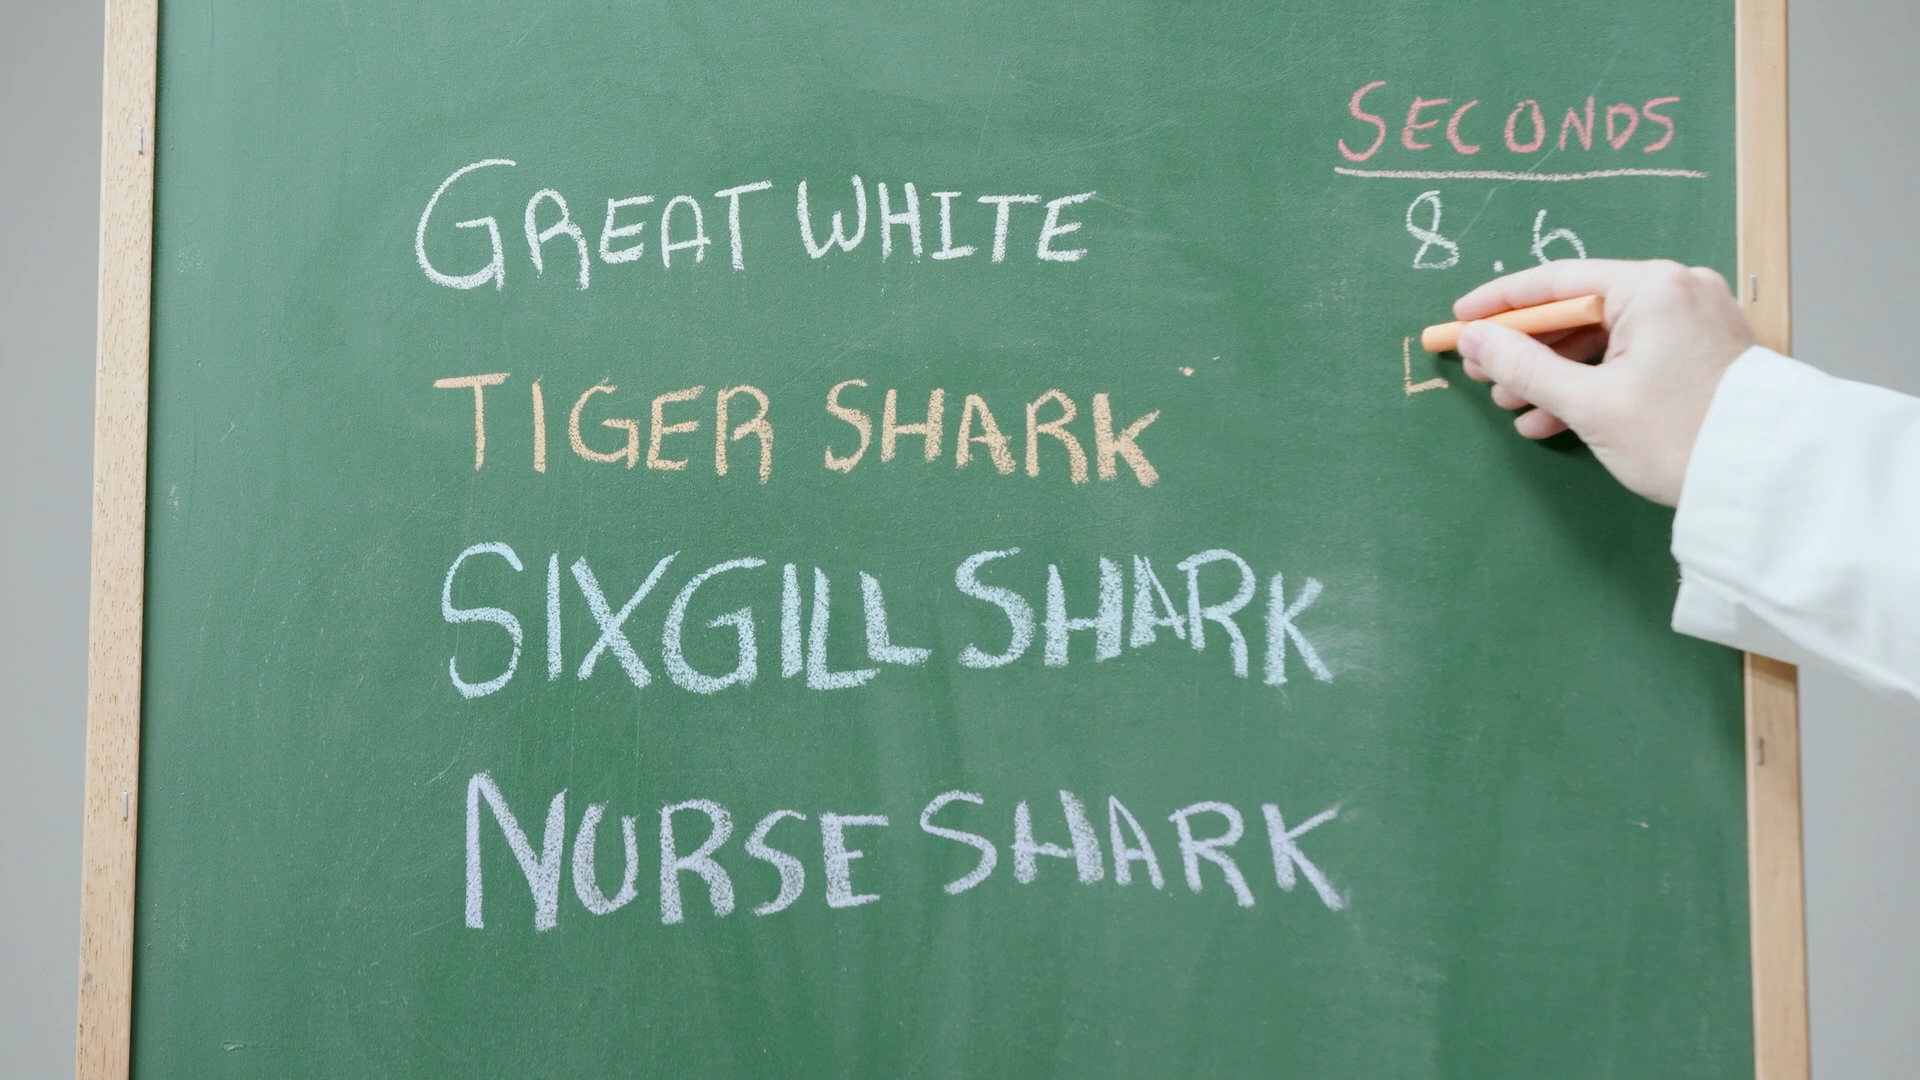 SECONDS
GREAT WHITE 8.6
TIGER SHARK
SIXGILL SHARK
NURSE SHARK